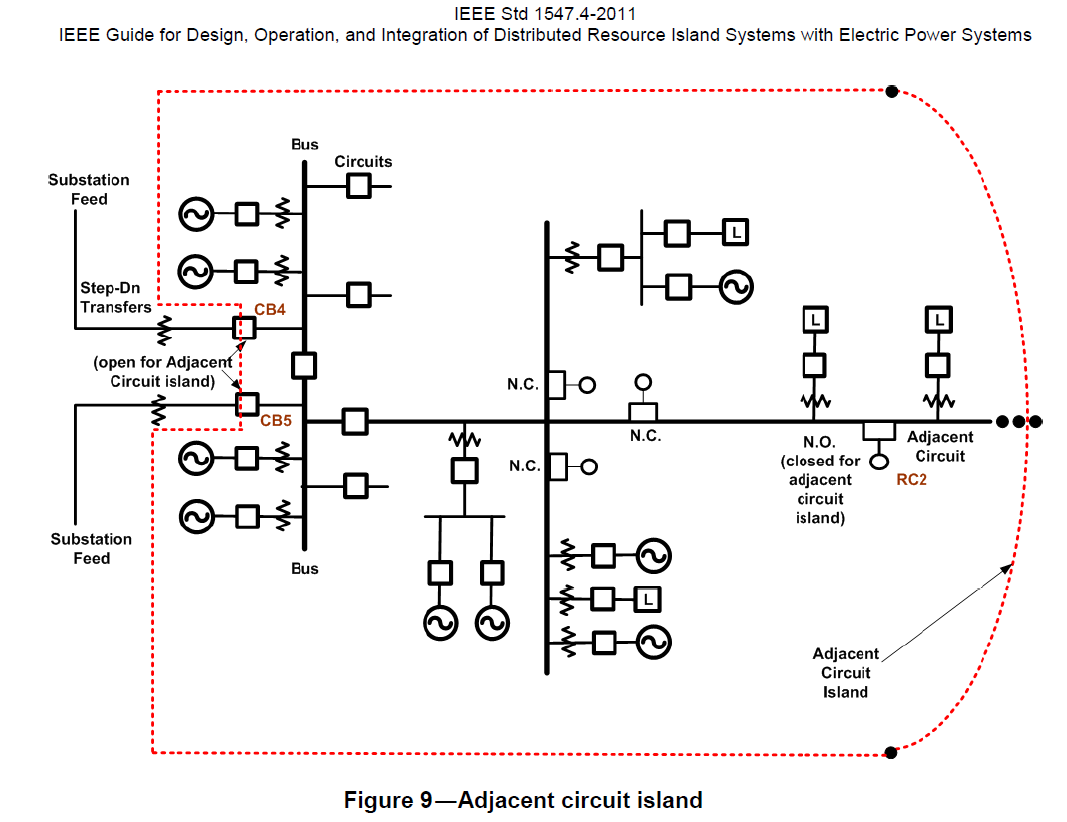 IEEE Std 1547.4-2011
IEEE Guide for Design, Operation, and Integration of Distributed Resource Island Systems with Electric Power Systems
Bus
Circuits
Substation
Feed
Step-Dn
Transfers
CB4
(open for Adjacent
Circuit island)
CB5
Substation
Feed
Bus
L
N.C.
N.C.
N.C.
L
L
L
N.O.
(closed for
adjacent
circuit
island)
RC2
Adjacent
Circuit
Adjacent
Circuit
Island
Figure 9—Adjacent circuit island